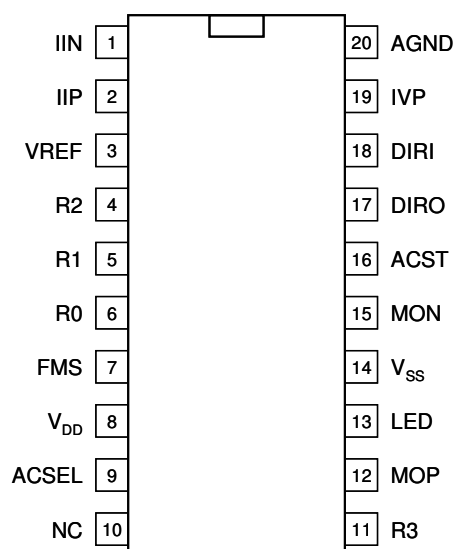 IIN 1 20 AGND
IIP 2 19 IVP
VREF 3 18 DIRI
R2 4 17 DIRO
R1 5 16 ACST
R0 6 15 MON
FMS 7 14 VSS
VDD 8 13 LED
ACSEL 9 12 MOP
NC 10 11 R3